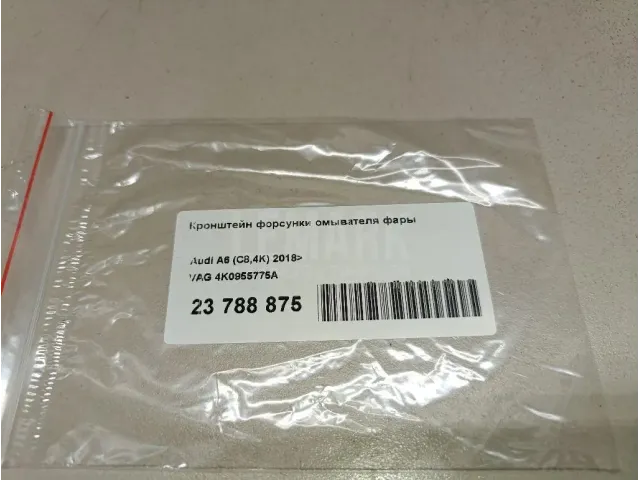 Кронштейн форсунки омывателя фары
Audi A6 (C8,4K) 2018>
VAG 4K0955775A
23 788 875